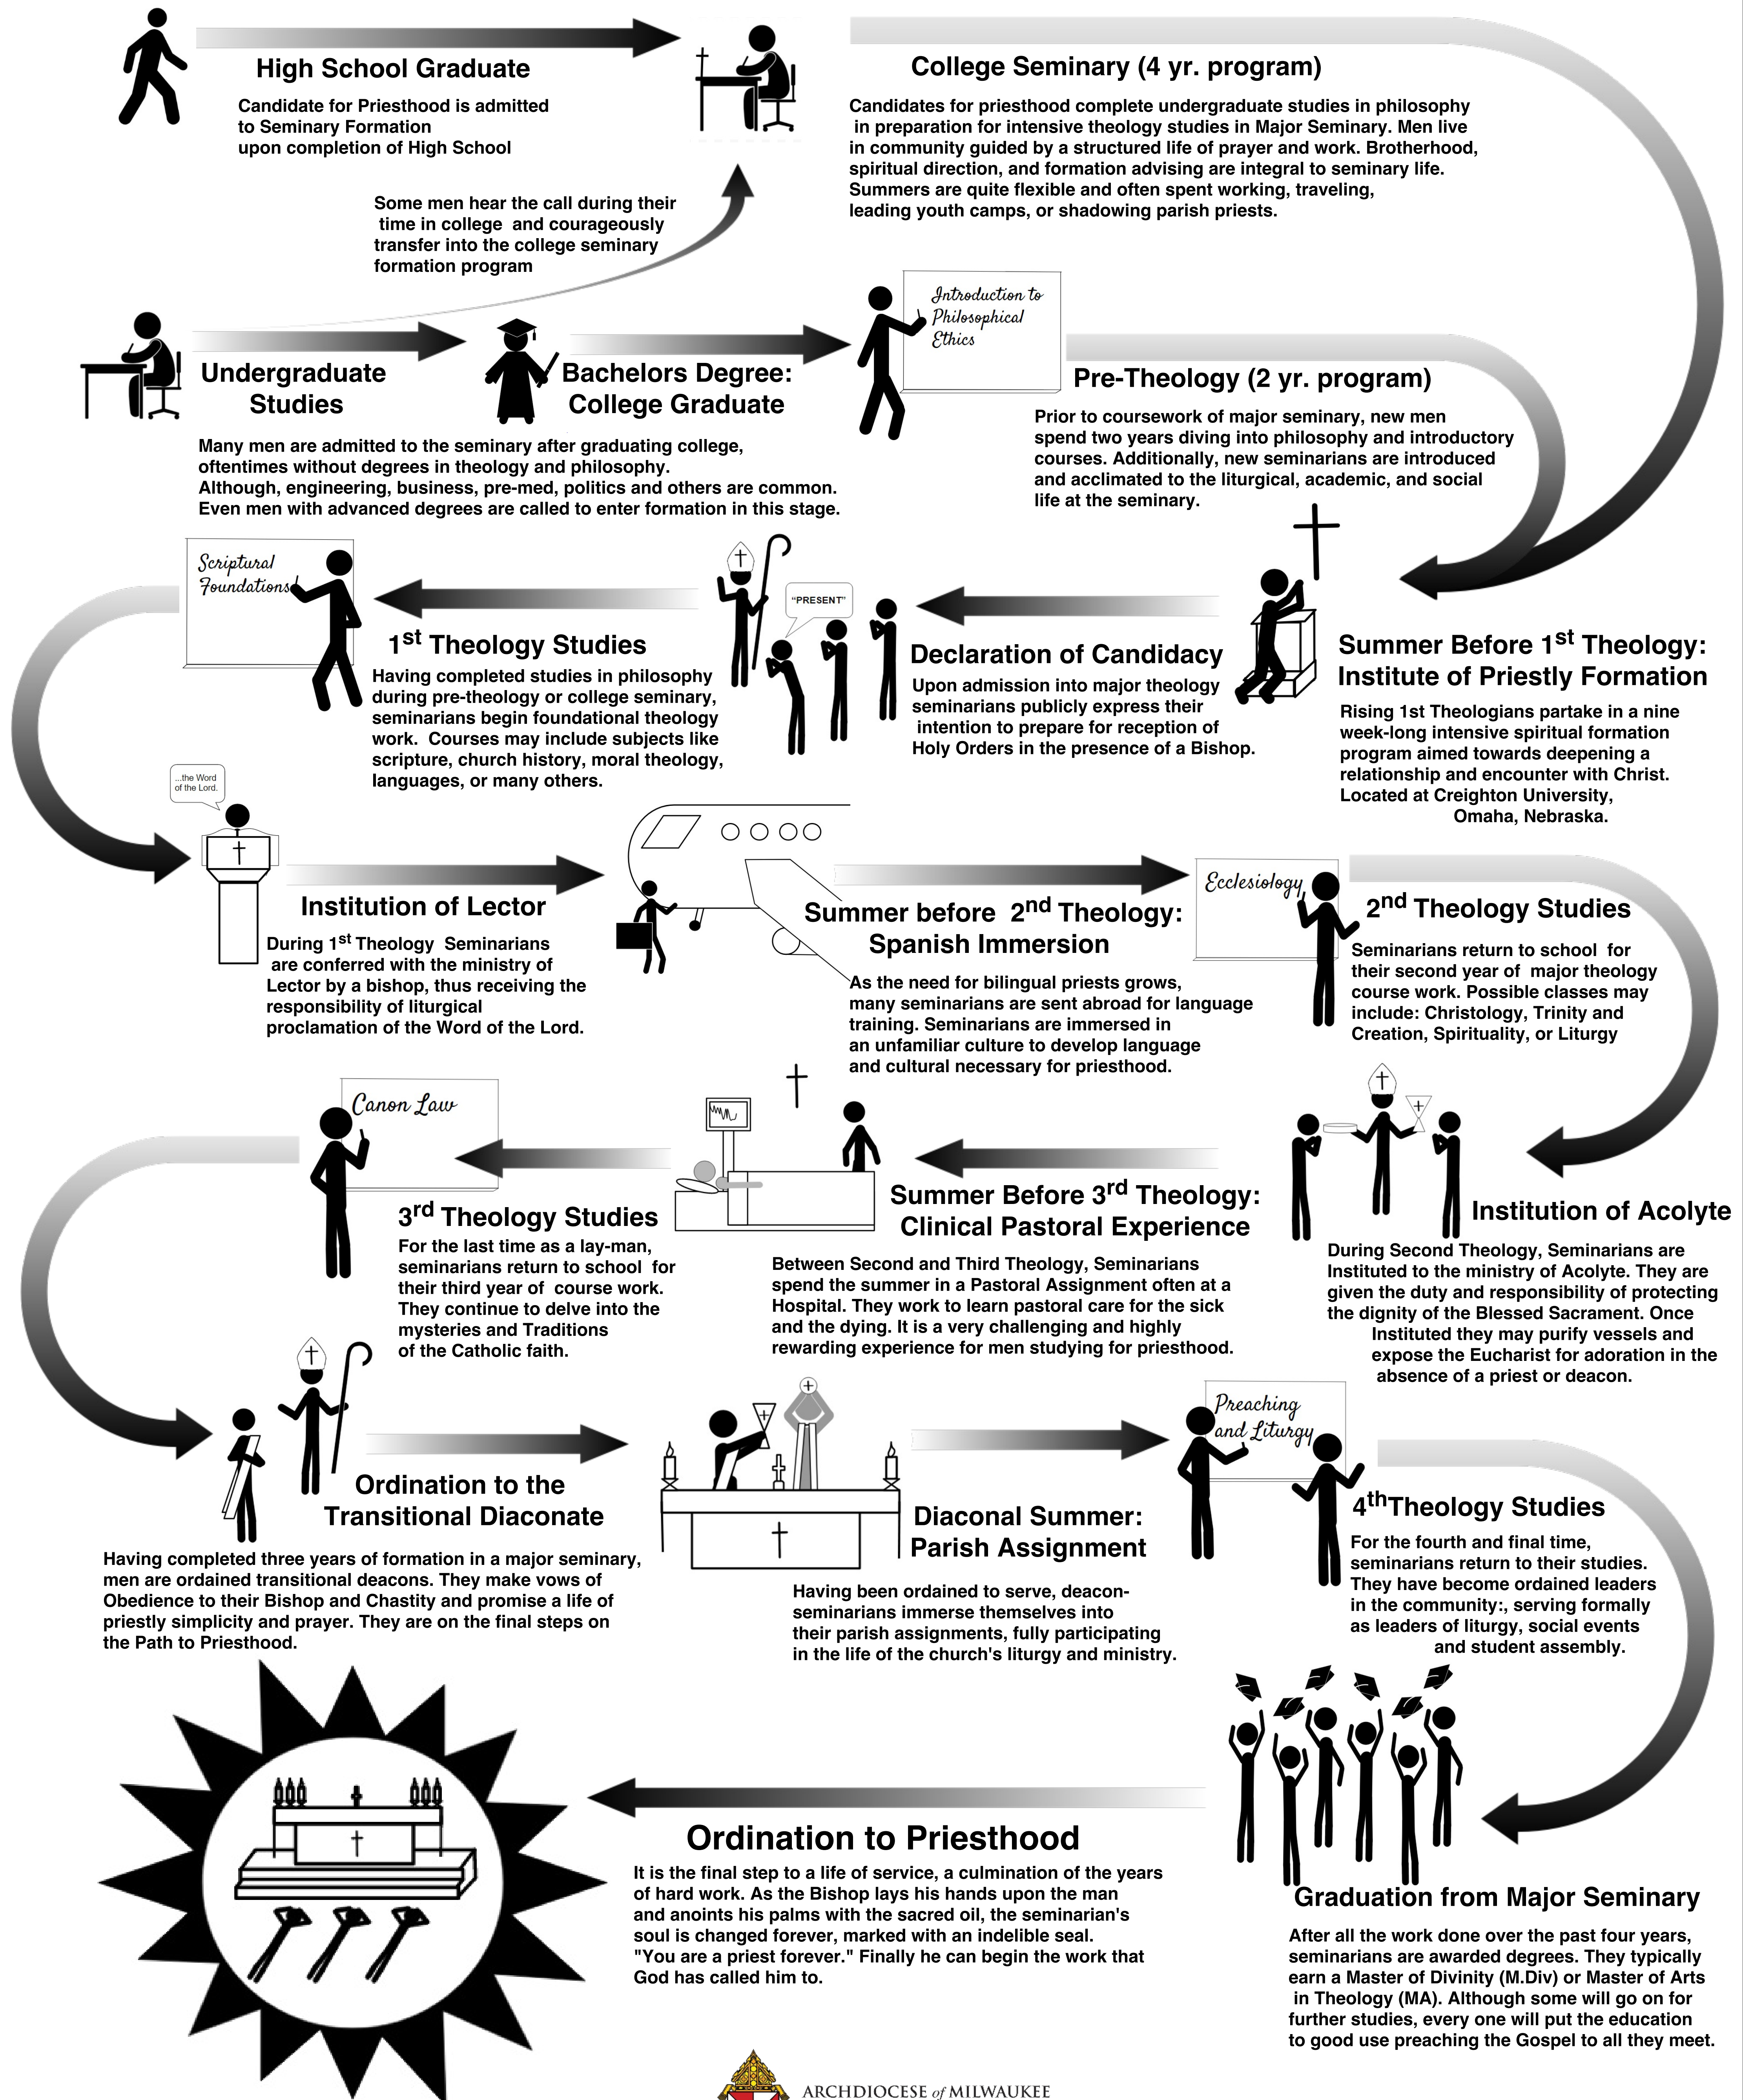 High School Graduate
Candidate for Priesthood is admitted
to Seminary Formation
upon completion of High School
College Seminary (4 yr. program)
Candidates for priesthood complete undergraduate studies in philosophy
in preparation for intensive theology studies in Major Seminary. Men live
in community guided by a structured life of prayer and work. Brotherhood,
spiritual direction, and formation advising are integral to seminary life.
Summers are quite flexible and often spent working, traveling,
leading youth camps, or shadowing parish priests.
Some men hear the call during their
time in college and courageously
transfer into the college seminary
formation program
Undergraduate
Studies
Bachelors Degree:
College Graduate
Many men are admitted to the seminary after graduating college,
oftentimes without degrees in theology and philosophy.
Although, engineering, business, pre-med, politics and others are common.
Even men with advanced degrees are called to enter formation in this stage.
Introduction to
Philosophical
Ethics
Pre-Theology (2 yr. program)
Prior to coursework of major seminary, new men
spend two years diving into philosophy and introductory
courses. Additionally, new seminarians are introduced
and acclimated to the liturgical, academic, and social
life at the seminary.
Summer Before 1st Theology:
Institute of Priestly Formation
Rising 1st Theologians partake in a nine
week-long intensive spiritual formation
program aimed towards deepening a
relationship and encounter with Christ.
Located at Creighton University,
Omaha, Nebraska.
"PRESENT"
Declaration of Candidacy
Upon admission into major theology
seminarians publicly express their
intention to prepare for reception of
Holy Orders in the presence of a Bishop.
Scriptural
Foundations
1st Theology Studies
Having completed studies in philosophy
during pre-theology or college seminary,
seminarians begin foundational theology
work. Courses may include subjects like
scripture, church history, moral theology,
languages, or many others.
...the Word
of the Lord.
Institution of Lector
During 1st Theology Seminarians
are conferred with the ministry of
Lector by a bishop, thus receiving the
responsibility of liturgical
proclamation of the Word of the Lord.
Summer before 2nd Theology:
Spanish Immersion
As the need for bilingual priests grows,
many seminarians are sent abroad for language
training. Seminarians are immersed in
an unfamiliar culture to develop language
and cultural necessary for priesthood.
Ecclesiology
2nd Theology Studies
Seminarians return to school for
their second year of major theology
course work. Possible classes may
include: Christology, Trinity and
Creation, Spirituality, or Liturgy
Institution of Acolyte
During Second Theology, Seminarians are
Instituted to the ministry of Acolyte. They are
given the duty and responsibility of protecting
the dignity of the Blessed Sacrament. Once
Instituted they may purify vessels and
expose the Eucharist for adoration in the
absence of a priest or deacon.
Summer Before 3rd Theology:
Clinical Pastoral Experience
Between Second and Third Theology, Seminarians
spend the summer in a Pastoral Assignment often at a
Hospital. They work to learn pastoral care for the sick
and the dying. It is a very challenging and highly
rewarding experience for men studying for priesthood.
Canon Law
3rd Theology Studies
For the last time as a lay-man,
seminarians return to school for
their third year of course work.
They continue to delve into the
mysteries and Traditions
of the Catholic faith.
Ordination to the
Transitional Diaconate
Having completed three years of formation in a major seminary,
men are ordained transitional deacons. They make vows of
Obedience to their Bishop and Chastity and promise a life of
priestly simplicity and prayer. They are on the final steps on
the Path to Priesthood.
Diaconal Summer:
Parish Assignment
Having been ordained to serve, deacon-
seminarians immerse themselves into
their parish assignments, fully participating
in the life of the church's liturgy and ministry.
Preaching
and Liturgy
4thTheology Studies
For the fourth and final time,
seminarians return to their studies.
They have become ordained leaders
in the community:, serving formally
as leaders of liturgy, social events
and student assembly.
Graduation from Major Seminary
After all the work done over the past four years,
seminarians are awarded degrees. They typically
earn a Master of Divinity (M.Div) or Master of Arts
in Theology (MA). Although some will go on for
further studies, every one will put the education
to good use preaching the Gospel to all they meet.
Ordination to Priesthood
It is the final step to a life of service, a culmination of the years
of hard work. As the Bishop lays his hands upon the man
and anoints his palms with the sacred oil, the seminarian's
soul is changed forever, marked with an indelible seal.
"You are a priest forever." Finally he can begin the work that
God has called him to.
ARCHDIOCESE of MILWAUKEE